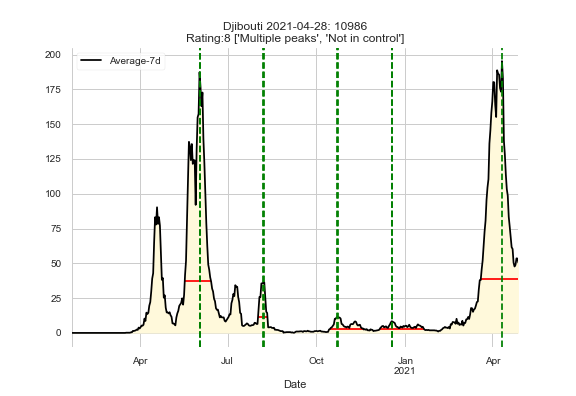 Djibouti 2021-04-28: 10986
Rating:8 ['Multiple peaks', 'Not in control']
Average-7d
200
175
150
125
100
75
50
25
0
Apr Jul Oct Jan Apr
2021
Date